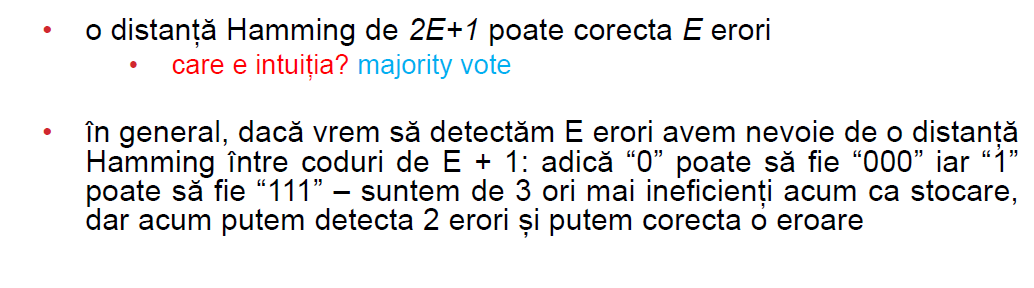 • o distanță Hamming de 2E+1 poate corecta E erori
• care e intuiția? majority vote
• în general, dacă vrem să detectăm E erori avem nevoie de o distanță
Hamming între coduri de E + 1: adică “0” poate să fie “000” iar “1”
poate să fie “111” – suntem de 3 ori mai ineficienți acum ca stocare,
dar acum putem detecta 2 erori și putem corecta o eroare